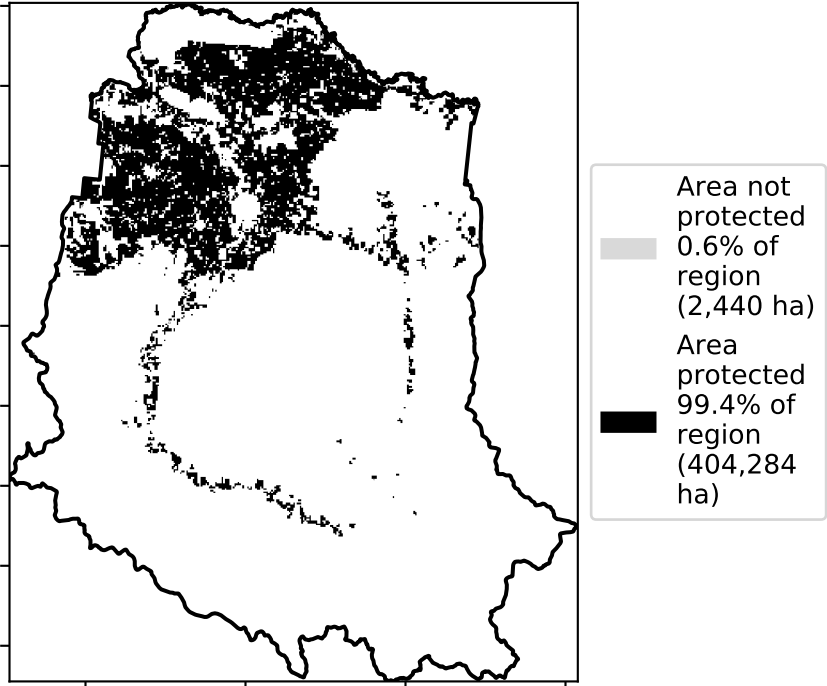 Area not
protected
0.6% of
region
(2,440 ha)
Area
protected
99.4% of
region
(404,284
ha)